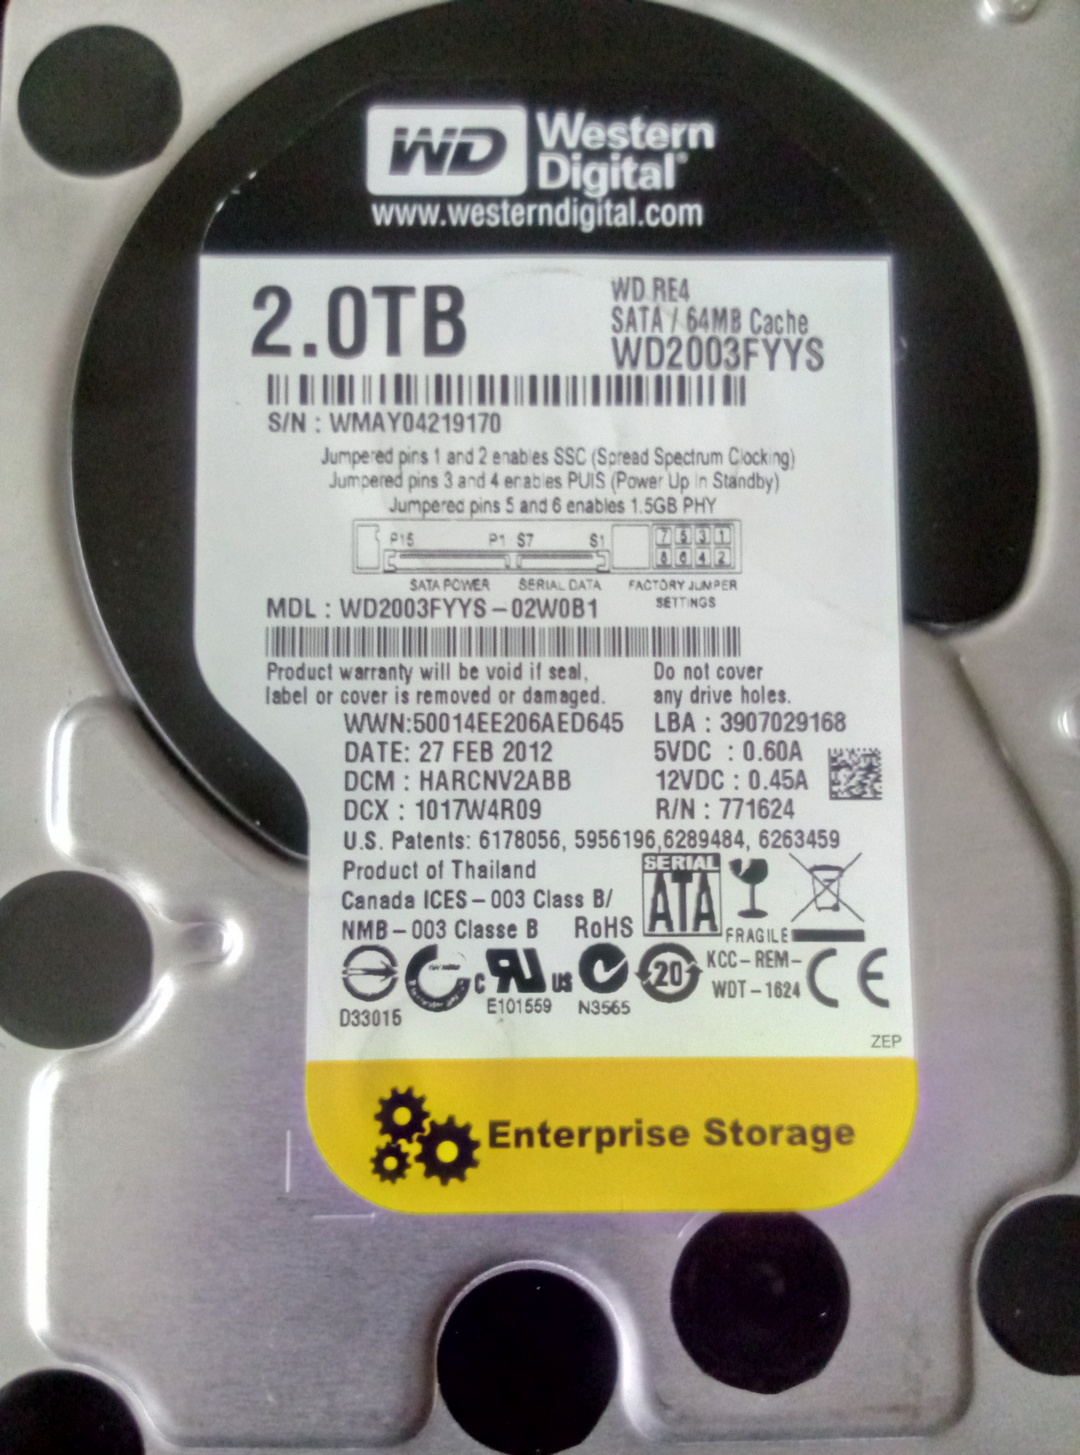 WD Western
Digital®
www.westerndigital.com
2.0TB
WD RE4
SATA / 64MB Cache
WD2003FYYS
S/N : WMAY04219170
Jumpered pins 1 and 2 enables SSC (Spread Spectrum Clocking)
Jumpered pins 3 and 4 enables PUIS (Power Up in Standby)
Jumpered pins 5 and 6 enables 1.5GB PHY
P15 P1 S7 S1 7 5 3 1
8 6 4 2
SATA POWER SERIAL DATA FACTORY JUMPER
SETTINGS
MDL : WD2003FYYS-02W0B1
Product warranty will be void if seal,
label or cover is removed or damaged.
Do not cover
any drive holes.
WWN:50014EE206AED645 LBA : 3907029168
DATE: 27 FEB 2012 5VDC : 0.60A
DCM : HARCNV2ABB 12VDC : 0.45A
DCX : 1017W4R09 R/N : 771624
U.S. Patents: 6178056, 5956196,6289484, 6263459
Product of Thailand
Canada ICES-003 Class B/
NMB-003 Classe B RoHS
SERIAL
ATA
FRAGILE
D33015
c RU us
E101559
N3565
20
KCC-REM-
WDT-1624
CE
ZEP
Enterprise Storage